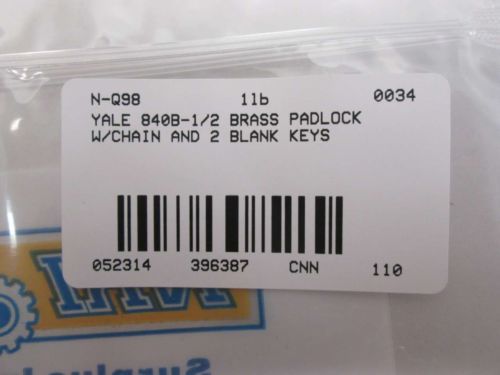 N-Q98 1lb 0034
YALE 840B-1/2 BRASS PADLOCK
W/CHAIN AND 2 BLANK KEYS
052314 396387 CNN 110